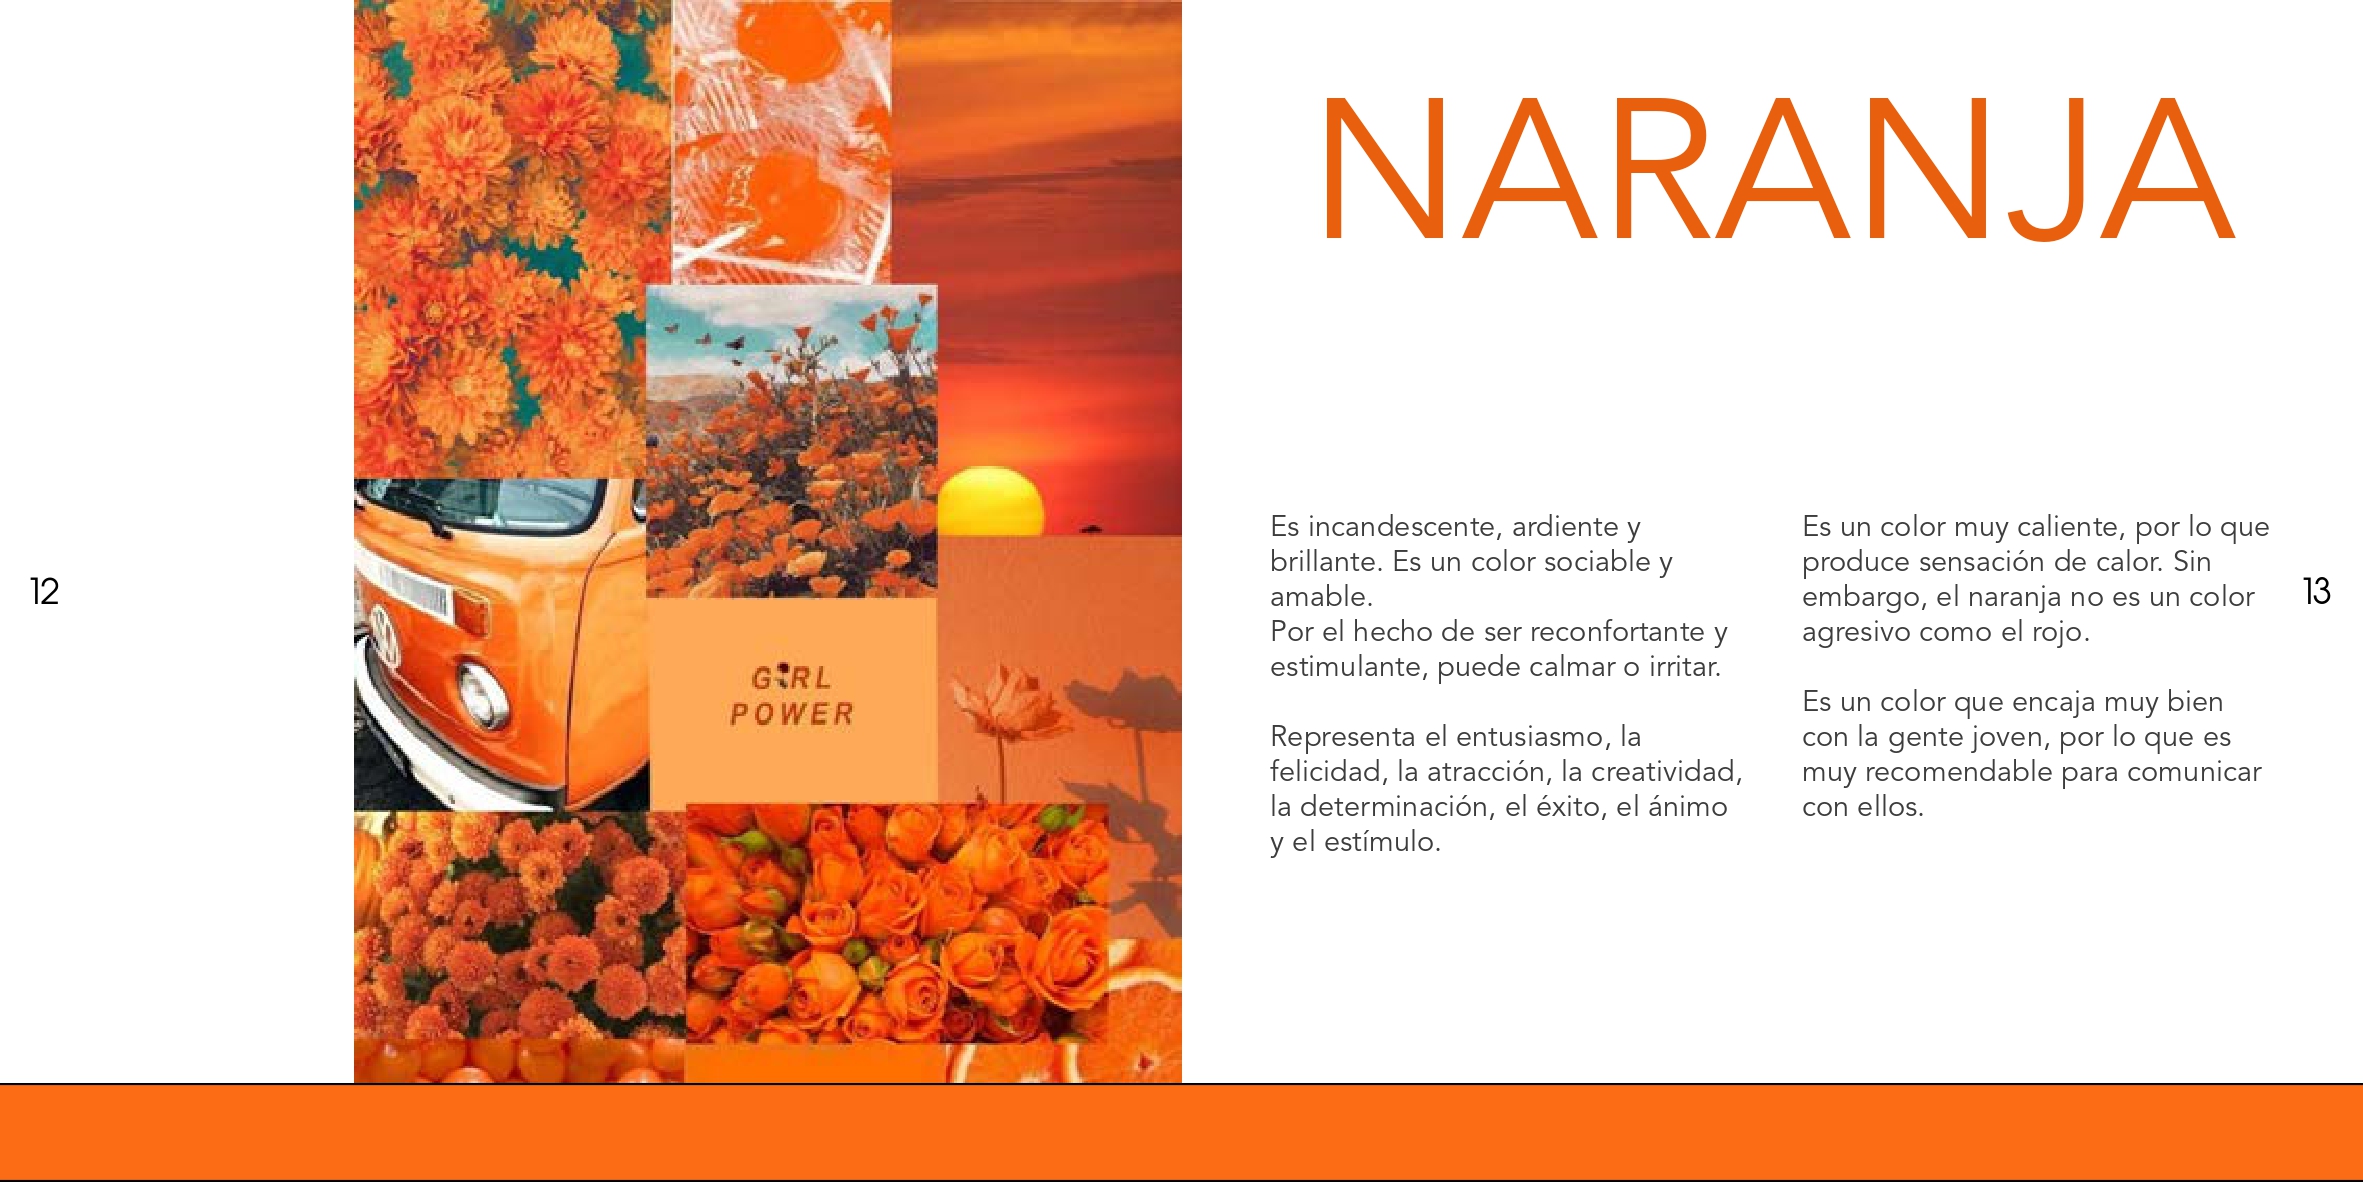 12
GIRL
POWER
NARANJA
Es incandescente, ardiente y
brillante. Es un color sociable y
amable.
Por el hecho de ser reconfortante y
estimulante, puede calmar o irritar.
Representa el entusiasmo, la
felicidad, la atracción, la creatividad,
la determinación, el éxito, el ánimo
y el estímulo.
Es un color muy caliente, por lo que
produce sensación de calor. Sin
embargo, el naranja no es un color
agresivo como el rojo.
Es un color que encaja muy bien
con la gente joven, por lo que es
muy recomendable para comunicar
con ellos.
13